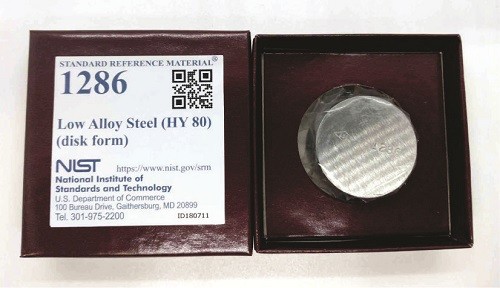 STANDARD REFERENCE MATERIAL®
1286
Low Alloy Steel (HY 80)
(disk form)
NIST https://www.nist.gov/srm
National Institute of
Standards and Technology
U.S. Department of Commerce
100 Bureau Drive, Gaithersburg, MD 20899
Tel. 301-975-2200 ID180711